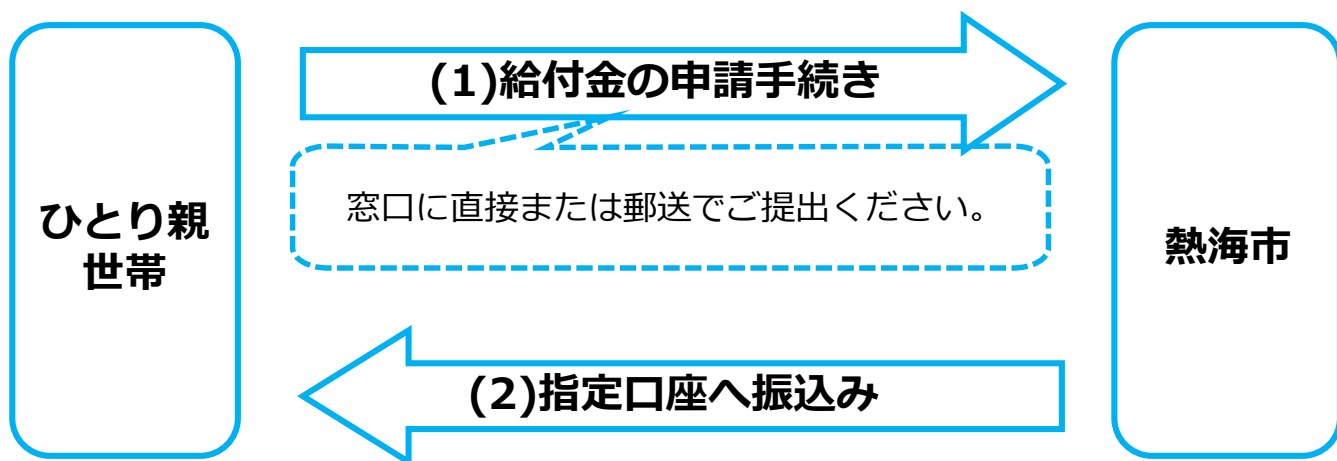 ひとり親
世帯
(1)給付金の申請手続き
窓口に直接または郵送でご提出ください。
(2)指定口座へ振込み
熱海市